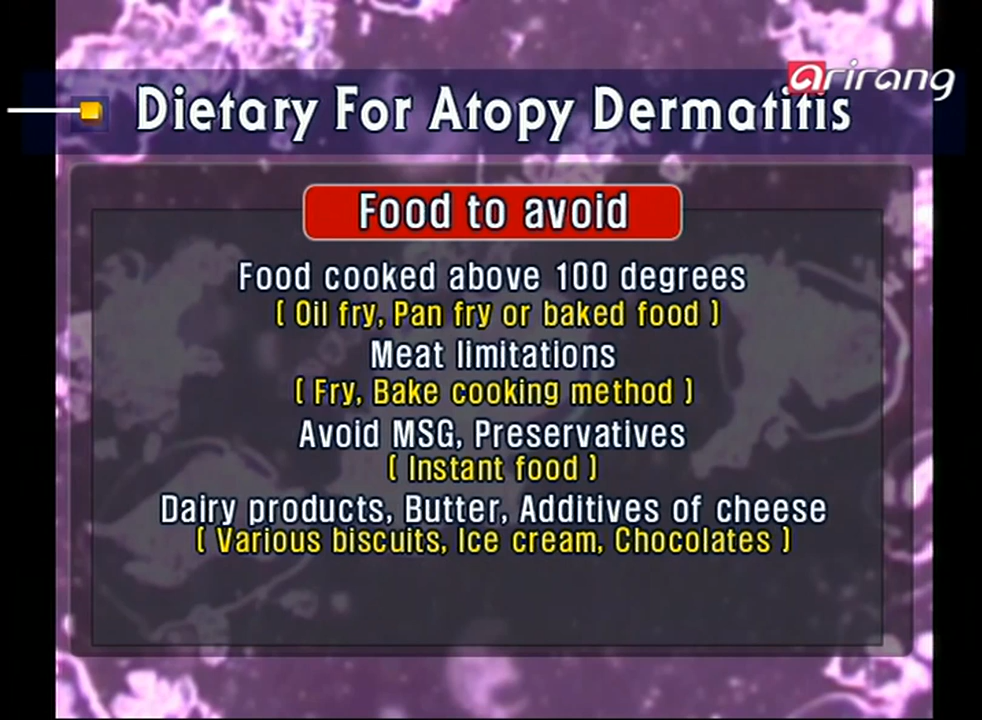 arirang
Dietary For Atopy Dermatitis
Food to avoid
Food cooked above 100 degrees
( Oil fry, Pan fry or baked food )
Meat limitations
( Fry, Bake cooking method )
Avoid MSG, Preservatives
( Instant food )
Dairy products, Butter, Additives of cheese
( Various biscuits, Ice cream, Chocolates )